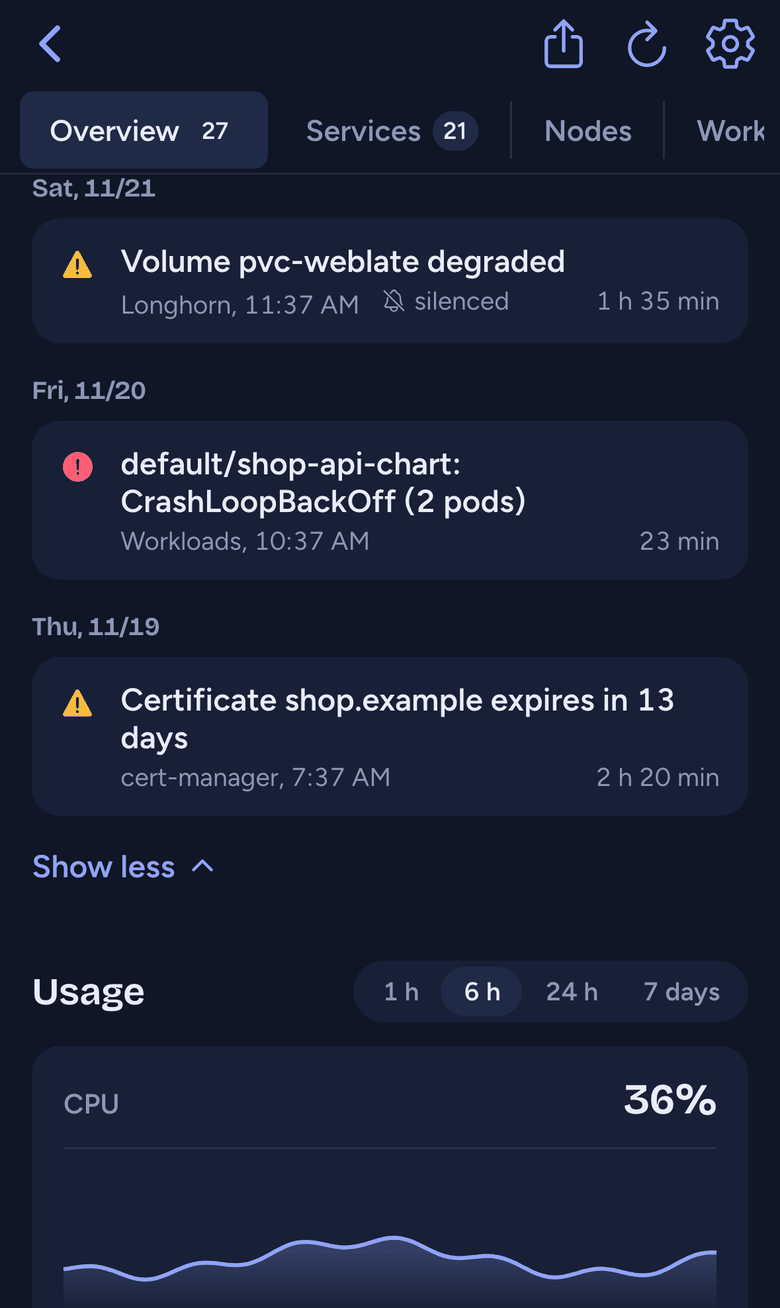 Overview 27 Services 21 Nodes Work
Sat, 11/21
Volume pvc-weblate degraded
Longhorn, 11:37 AM silenced 1 h 35 min
Fri, 11/20
default/shop-api-chart:
CrashLoopBackOff (2 pods)
Workloads, 10:37 AM 23 min
Thu, 11/19
Certificate shop.example expires in 13
days
cert-manager, 7:37 AM 2 h 20 min
Show less
Usage 1 h 6 h 24 h 7 days
CPU 36%